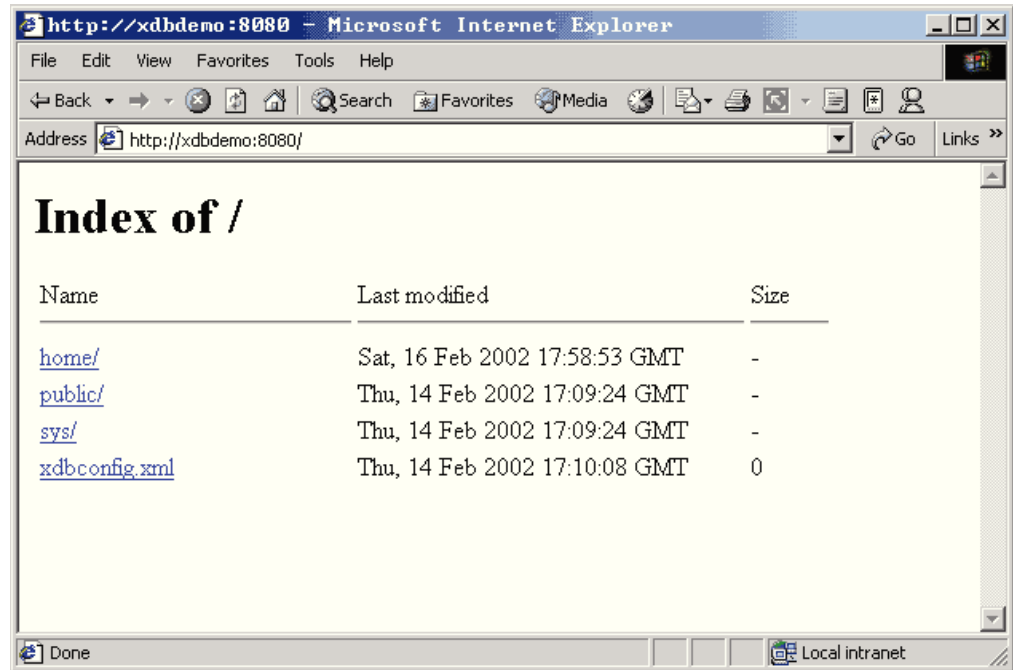 http://xdbdemo:8080 - Microsoft Internet Explorer
File Edit View Favorites Tools Help
Back Search Favorites Media
Address http://xdbdemo:8080/ Go Links »
Index of /
Name Last modified Size
home/ Sat, 16 Feb 2002 17:58:53 GMT -
public/ Thu, 14 Feb 2002 17:09:24 GMT -
sys/ Thu, 14 Feb 2002 17:09:24 GMT -
xdbconfig.xml Thu, 14 Feb 2002 17:10:08 GMT 0
Done Local intranet